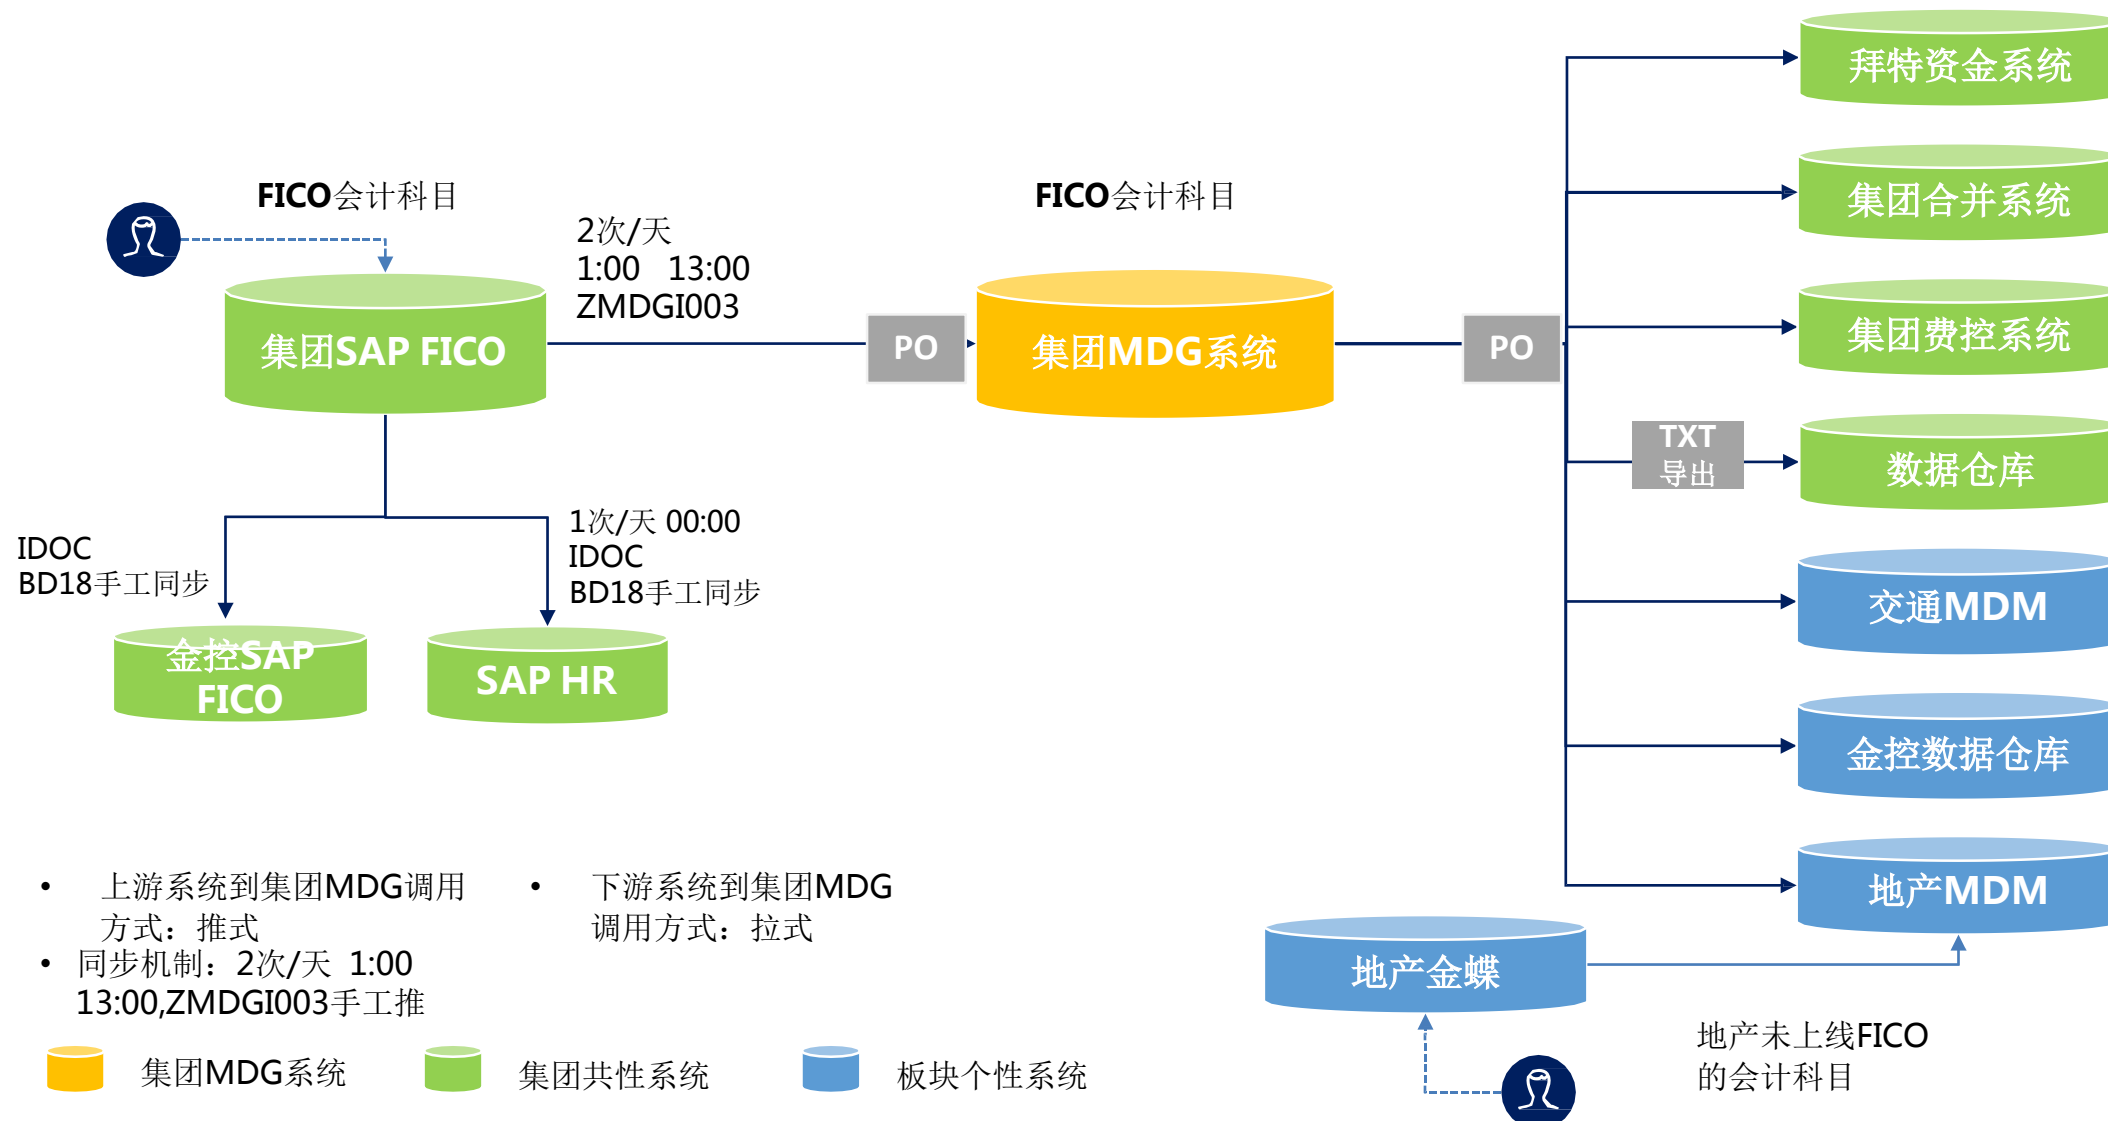 拜特资金系统
FICO会计科目
FICO会计科目
集团合并系统
2次/天
1:00 13:00
ZMDGI003
集团SAP FICO
PO
集团MDG系统
PO
集团费控系统
TXT
导出
数据仓库
IDOC
BD18手工同步
1次/天 00:00
IDOC
BD18手工同步
交通MDM
金控SAP
FICO
SAP HR
金控数据仓库
上游系统到集团MDG调用
方式：推式
同步机制：2次/天 1:00
13:00,ZMDGI003手工推
下游系统到集团MDG
调用方式：拉式
地产MDM
地产金蝶
地产未上线FICO
的会计科目
集团MDG系统
集团共性系统
板块个性系统